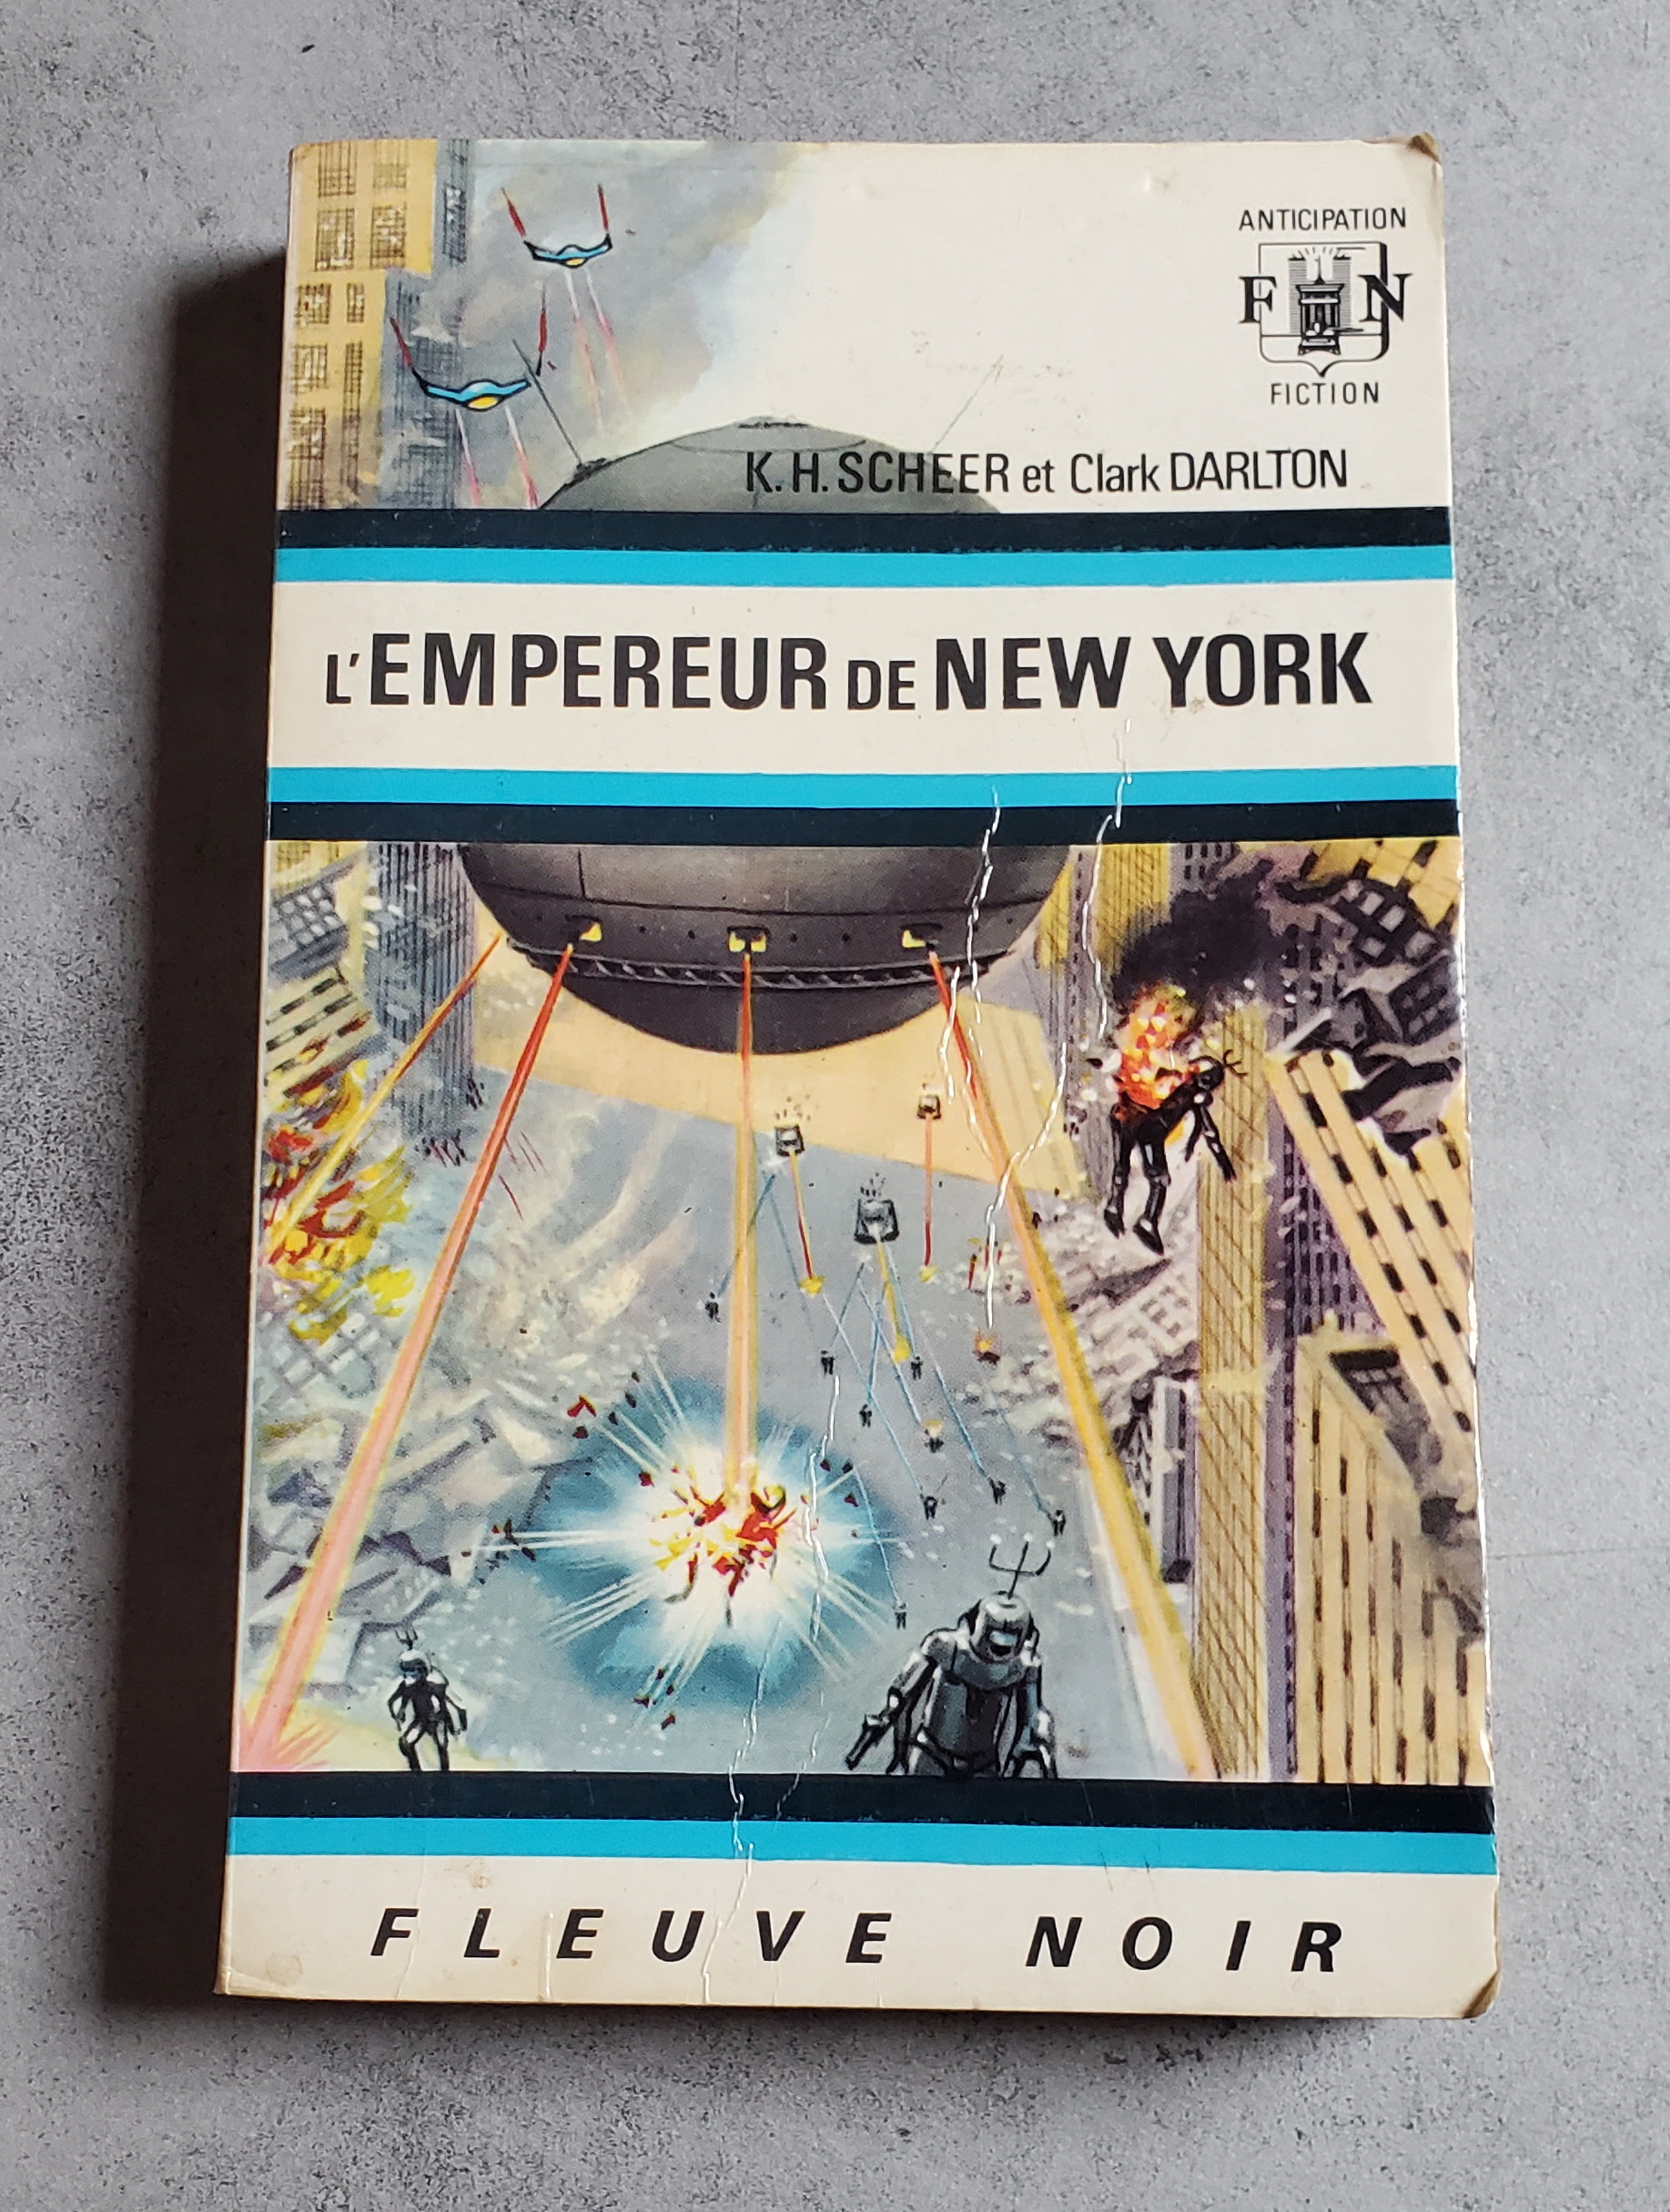 ANTICIPATION
F N
FICTION
K. H. SCHEER et Clark DARLTON
L'EMPEREUR DE NEW YORK
FLEUVE NOIR